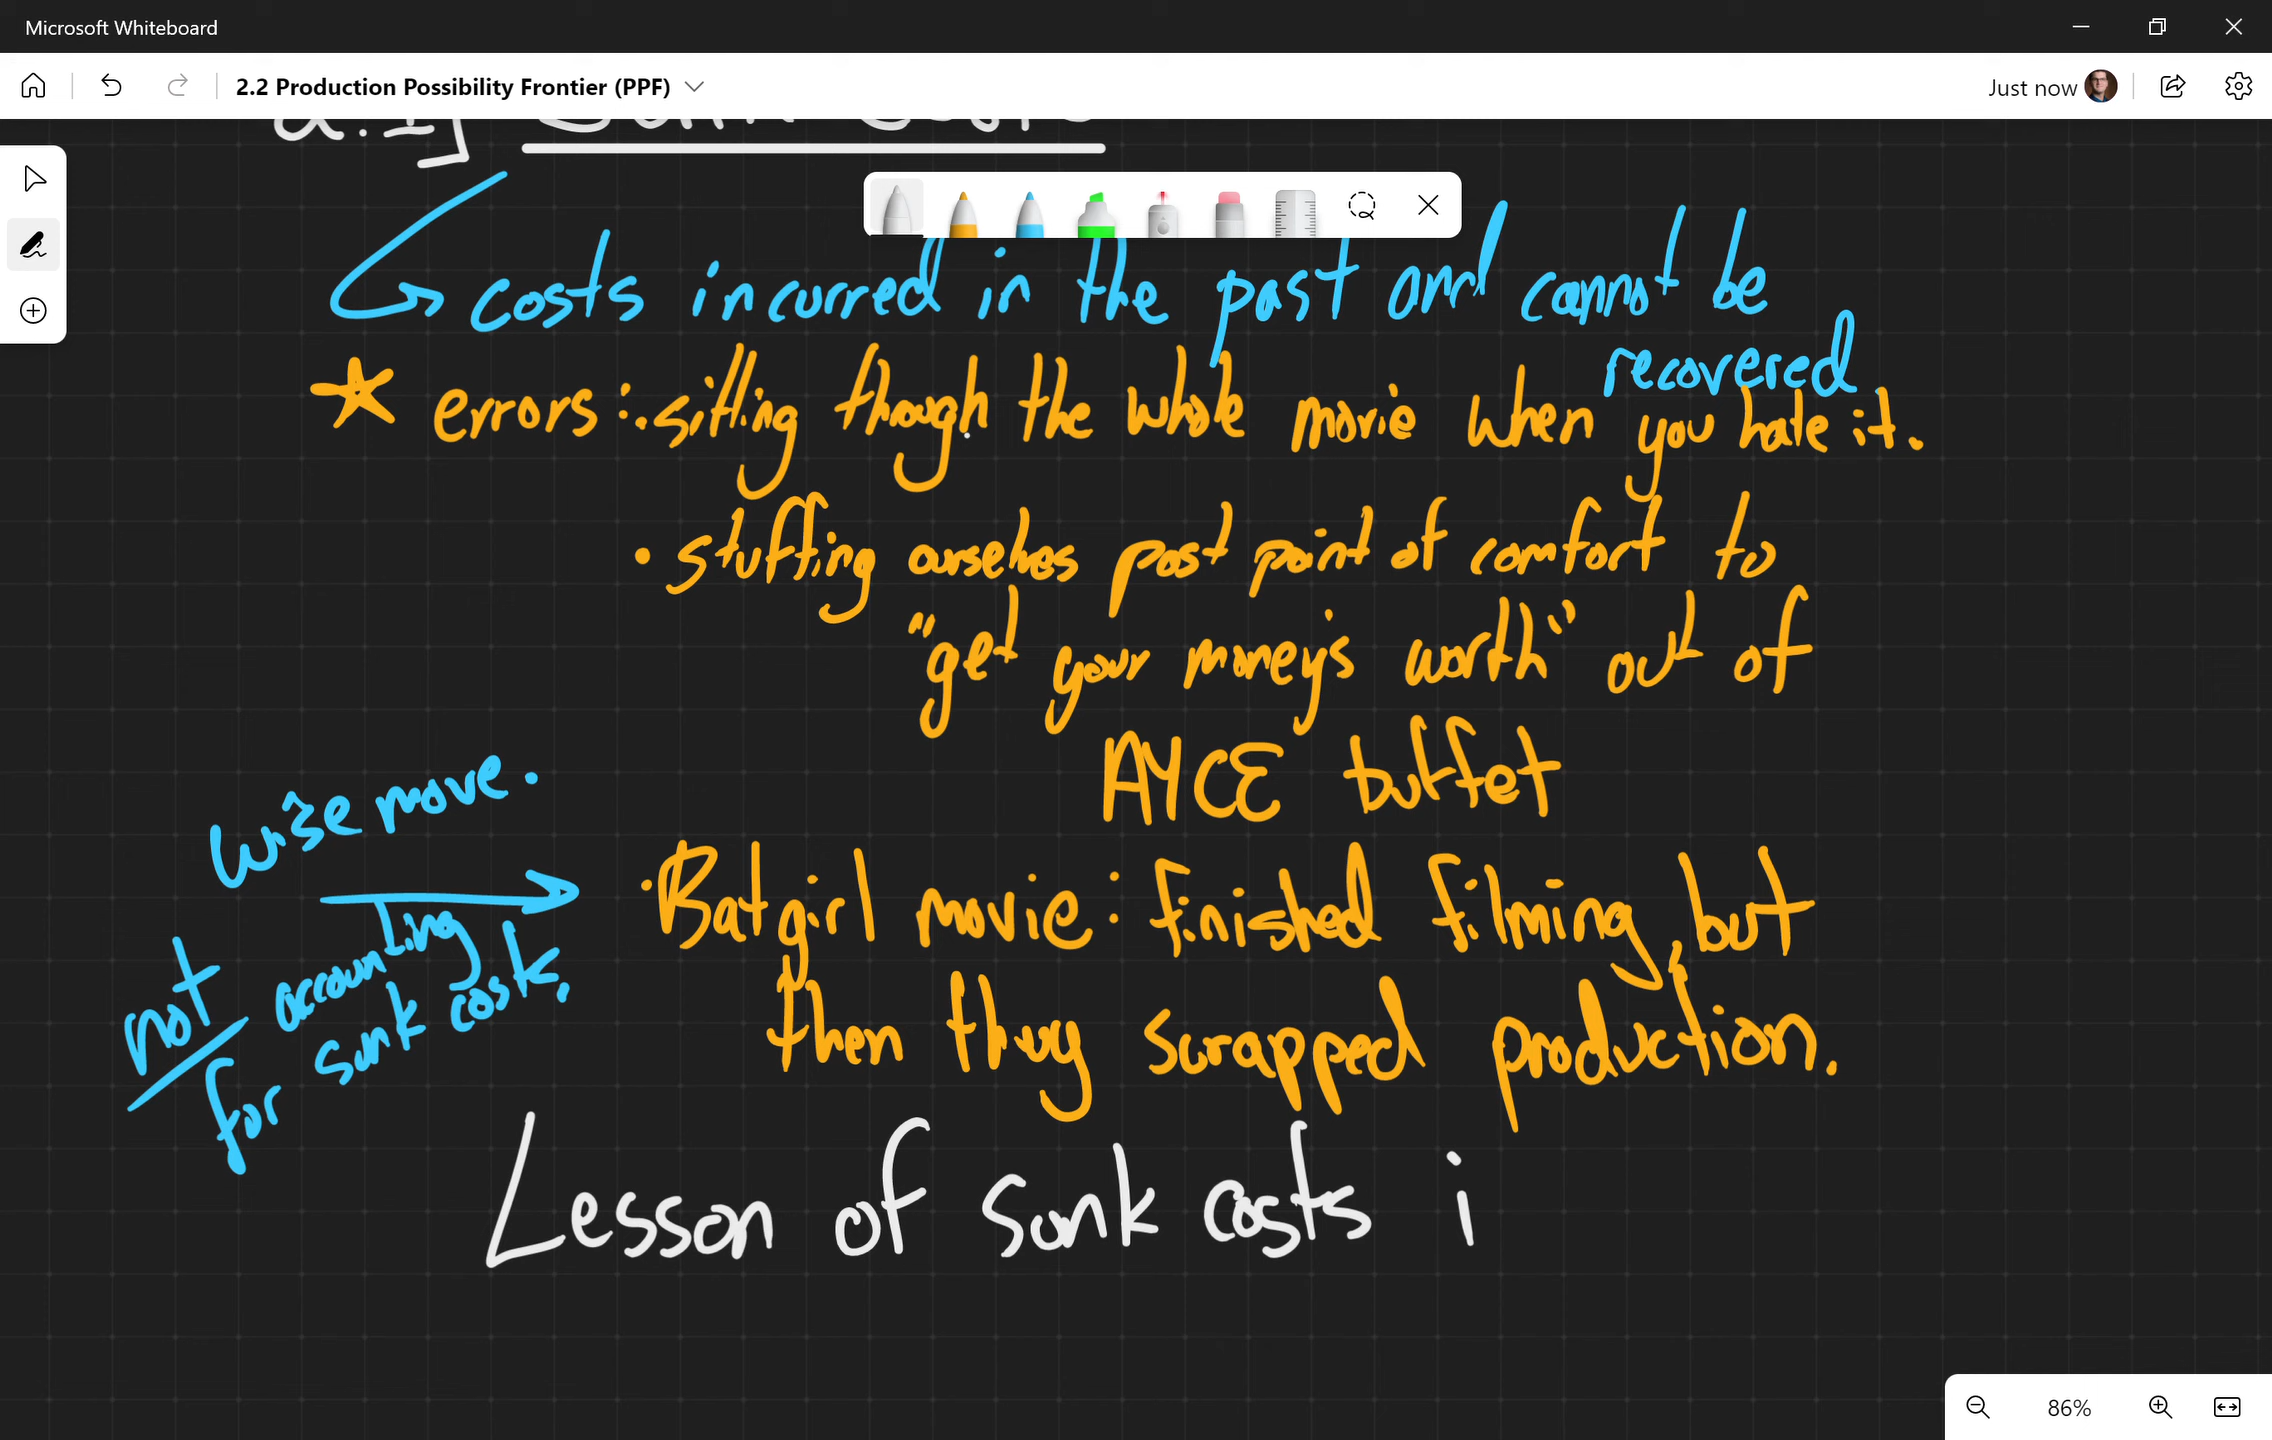 Microsoft Whiteboard
2.2 Production Possibility Frontier (PPF)
Just now
costs incurred in the past and cannot be
recovered
errors: · sitting though the whole movie when you hate it.
· stuffing ourselves past point of comfort to
"get your money's worth" out of
AYCE buffet
wise move.
· Batgirl movie: finished filming, but
then they scrapped production.
not accounting
for sunk costs.
Lesson of sunk costs i
86%